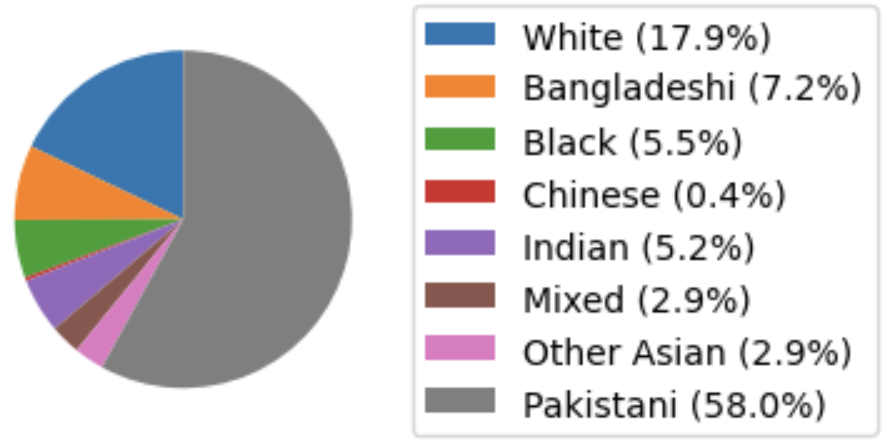 White (17.9%)
Bangladeshi (7.2%)
Black (5.5%)
Chinese (0.4%)
Indian (5.2%)
Mixed (2.9%)
Other Asian (2.9%)
Pakistani (58.0%)